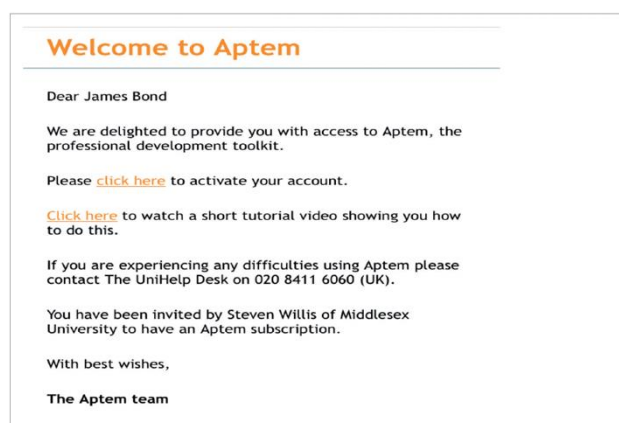 Welcome to Aptem
Dear James Bond
We are delighted to provide you with access to Aptem, the
professional development toolkit.
Please click here to activate your account.
Click here to watch a short tutorial video showing you how
to do this.
If you are experiencing any difficulties using Aptem please
contact The UniHelp Desk on 020 8411 6060 (UK).
You have been invited by Steven Willis of Middlesex
University to have an Aptem subscription.
With best wishes,
The Aptem team